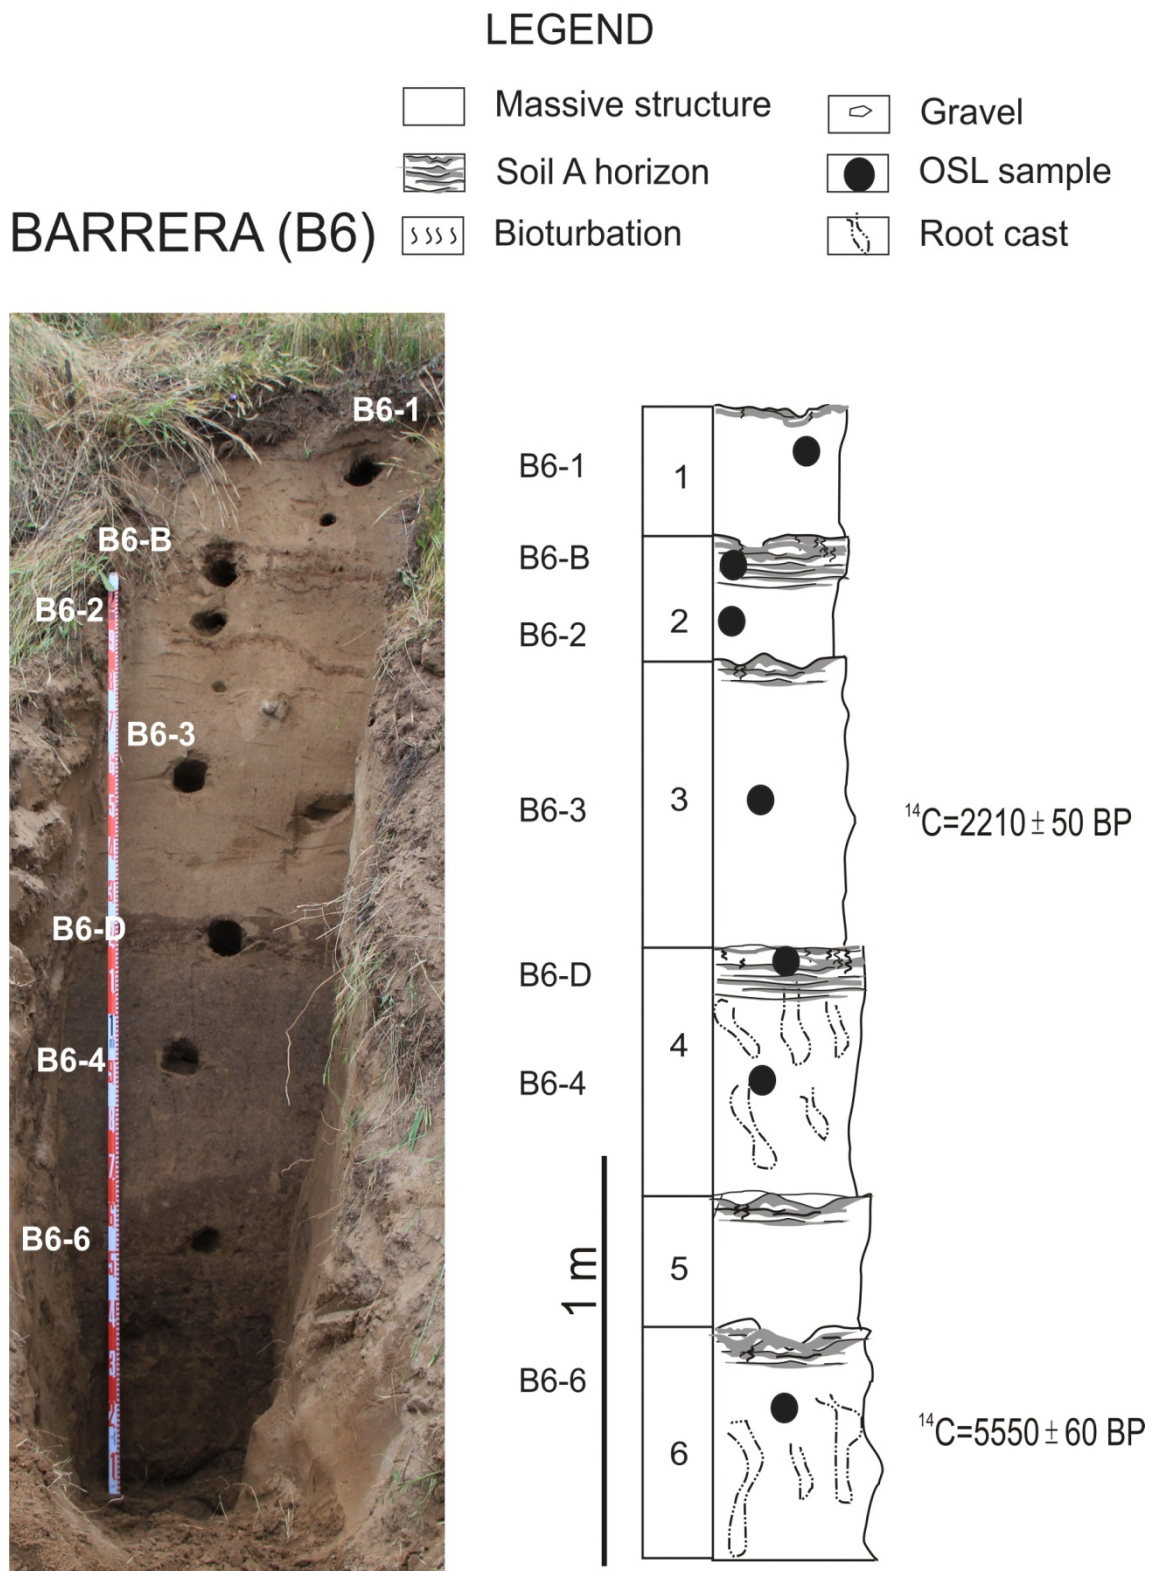 LEGEND
Massive structure
Gravel
Soil A horizon
OSL sample
BARRERA (B6)
Bioturbation
Root cast
B6-1
B6-B
B6-2
B6-3
B6-D
B6-4
B6-6
B6-1
1
B6-B
2
B6-2
3
B6-3
¹⁴C=2210 ± 50 BP
B6-D
4
B6-4
5
1 m
B6-6
6
¹⁴C=5550 ± 60 BP